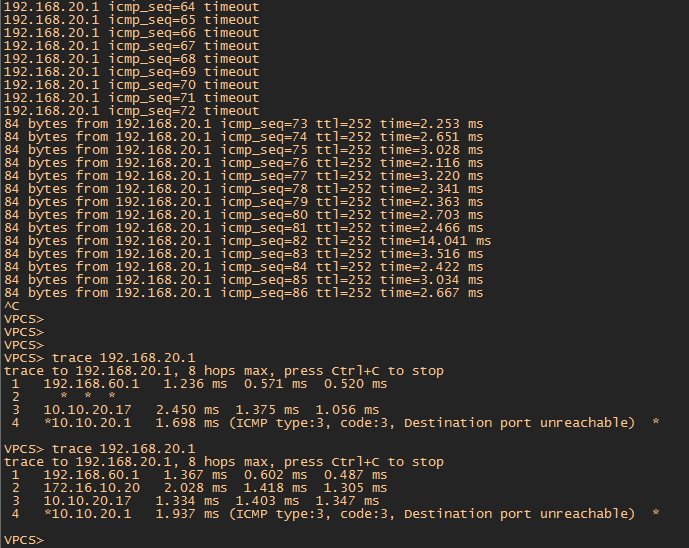 192.168.20.1 icmp_seq=64 timeout
192.168.20.1 icmp_seq=65 timeout
192.168.20.1 icmp_seq=66 timeout
192.168.20.1 icmp_seq=67 timeout
192.168.20.1 icmp_seq=68 timeout
192.168.20.1 icmp_seq=69 timeout
192.168.20.1 icmp_seq=70 timeout
192.168.20.1 icmp_seq=71 timeout
192.168.20.1 icmp_seq=72 timeout
84 bytes from 192.168.20.1 icmp_seq=73 ttl=252 time=2.253 ms
84 bytes from 192.168.20.1 icmp_seq=74 ttl=252 time=2.651 ms
84 bytes from 192.168.20.1 icmp_seq=75 ttl=252 time=3.028 ms
84 bytes from 192.168.20.1 icmp_seq=76 ttl=252 time=2.116 ms
84 bytes from 192.168.20.1 icmp_seq=77 ttl=252 time=3.220 ms
84 bytes from 192.168.20.1 icmp_seq=78 ttl=252 time=2.341 ms
84 bytes from 192.168.20.1 icmp_seq=79 ttl=252 time=2.363 ms
84 bytes from 192.168.20.1 icmp_seq=80 ttl=252 time=2.703 ms
84 bytes from 192.168.20.1 icmp_seq=81 ttl=252 time=2.466 ms
84 bytes from 192.168.20.1 icmp_seq=82 ttl=252 time=14.041 ms
84 bytes from 192.168.20.1 icmp_seq=83 ttl=252 time=3.516 ms
84 bytes from 192.168.20.1 icmp_seq=84 ttl=252 time=2.422 ms
84 bytes from 192.168.20.1 icmp_seq=85 ttl=252 time=3.034 ms
84 bytes from 192.168.20.1 icmp_seq=86 ttl=252 time=2.667 ms
^C
VPCS>
VPCS>
VPCS>
VPCS> trace 192.168.20.1
trace to 192.168.20.1, 8 hops max, press Ctrl+C to stop
 1   192.168.60.1   1.236 ms  0.571 ms  0.520 ms
 2     *  *  *
 3   10.10.20.17   2.450 ms  1.375 ms  1.056 ms
 4   *10.10.20.1   1.698 ms (ICMP type:3, code:3, Destination port unreachable)  *
VPCS> trace 192.168.20.1
trace to 192.168.20.1, 8 hops max, press Ctrl+C to stop
 1   192.168.60.1   1.367 ms  0.602 ms  0.487 ms
 2   172.16.10.20   2.028 ms  1.418 ms  1.305 ms
 3   10.10.20.17   1.334 ms  1.403 ms  1.347 ms
 4   *10.10.20.1   1.937 ms (ICMP type:3, code:3, Destination port unreachable)  *
VPCS>